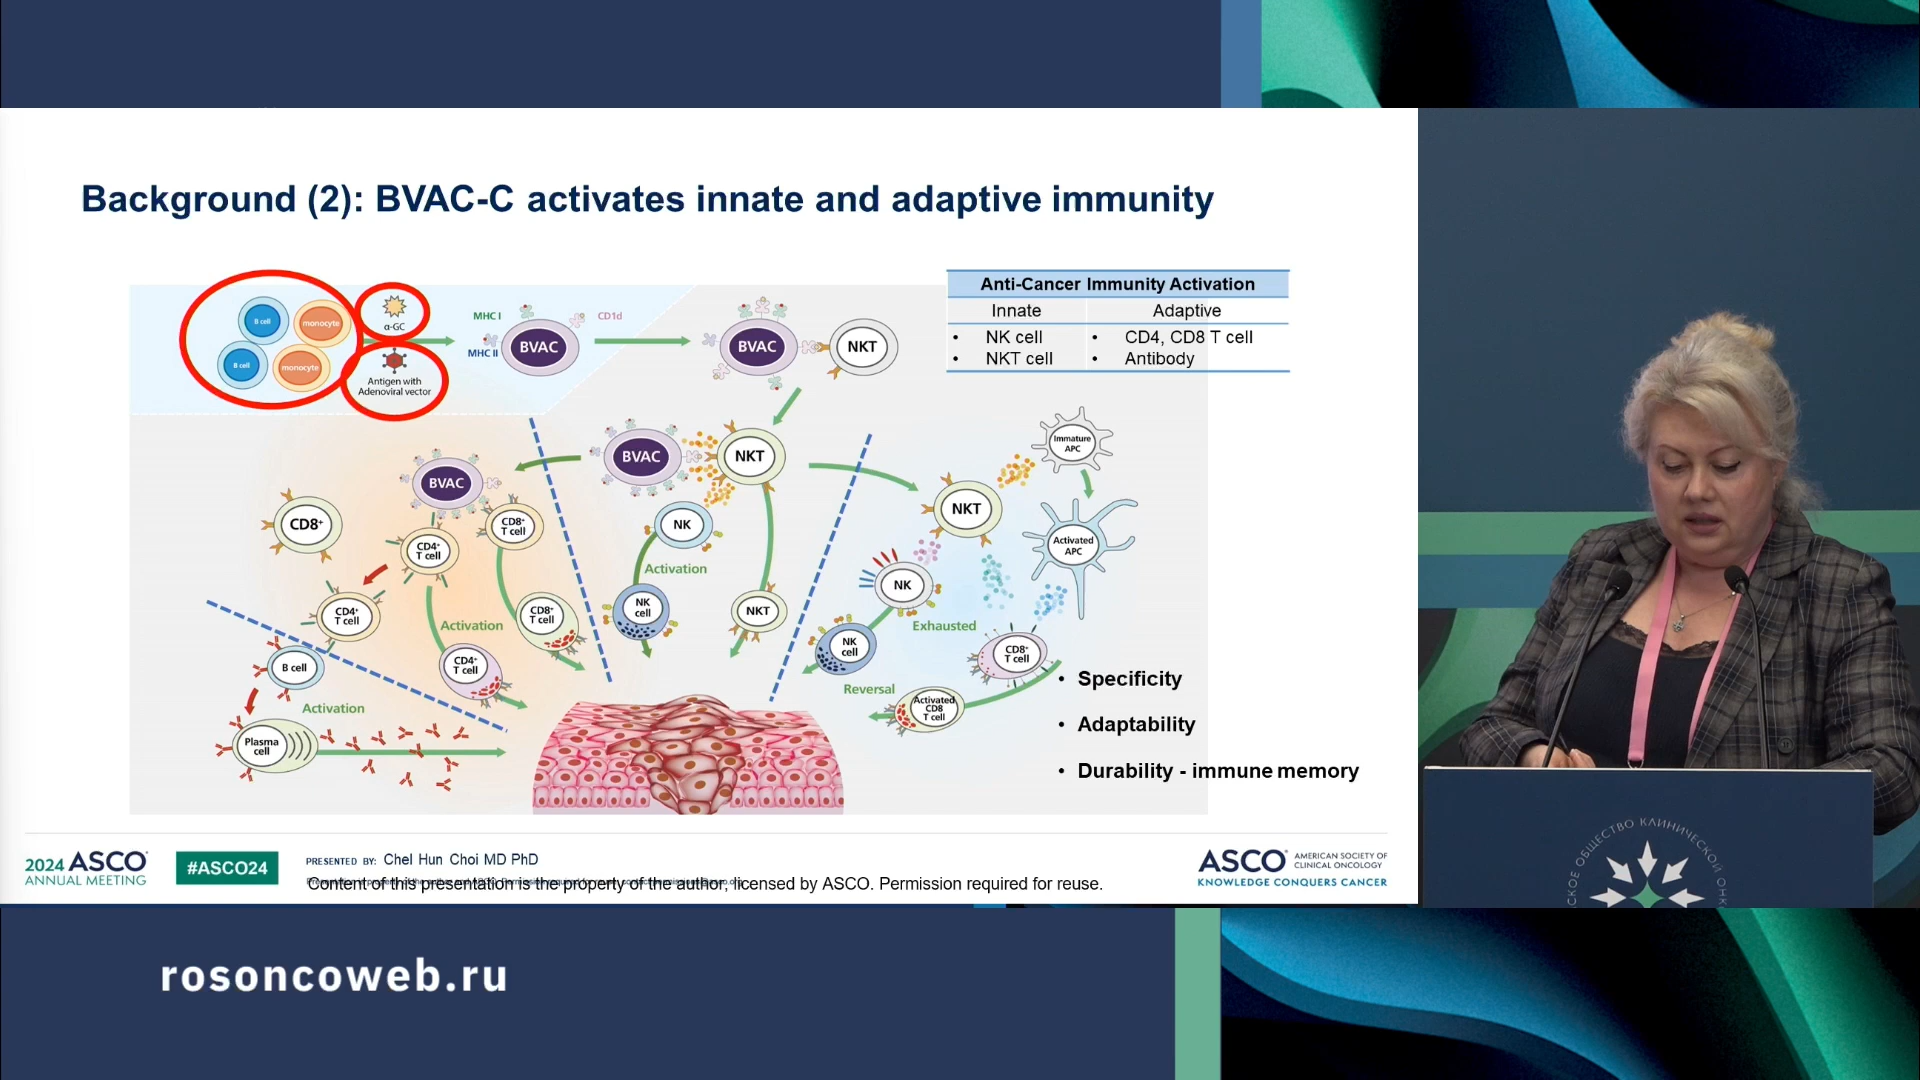 Background (2): BVAC-C activates innate and adaptive immunity
B cell
monocyte
B cell
monocyte
α-GC
Antigen with
Adenoviral vector
MHC I
MHC II
CD1d
BVAC
BVAC
NKT
Anti-Cancer Immunity Activation
Innate
Adaptive
• NK cell
• NKT cell
• CD4, CD8 T cell
• Antibody
BVAC
CD8⁺
CD4⁺
T cell
CD8⁺
T cell
CD4⁺
T cell
Activation
CD8⁺
T cell
CD4⁺
T cell
B cell
Activation
Plasma
cell
BVAC
NKT
NK
Activation
NK
cell
NKT
Immature
APC
NKT
Activated
APC
NK
Exhausted
NK
cell
CD8⁺
T cell
Reversal
Activated
CD8
T cell
• Specificity
• Adaptability
• Durability - immune memory
2024 ASCO
ANNUAL MEETING
#ASCO24
PRESENTED BY: Chel Hun Choi MD PhD
Content of this presentation is the property of the author, licensed by ASCO. Permission required for reuse.
ASCO AMERICAN SOCIETY OF
CLINICAL ONCOLOGY
KNOWLEDGE CONQUERS CANCER
ОБЩЕСТВО КЛИНИЧЕСКОЙ
rosoncoweb.ru